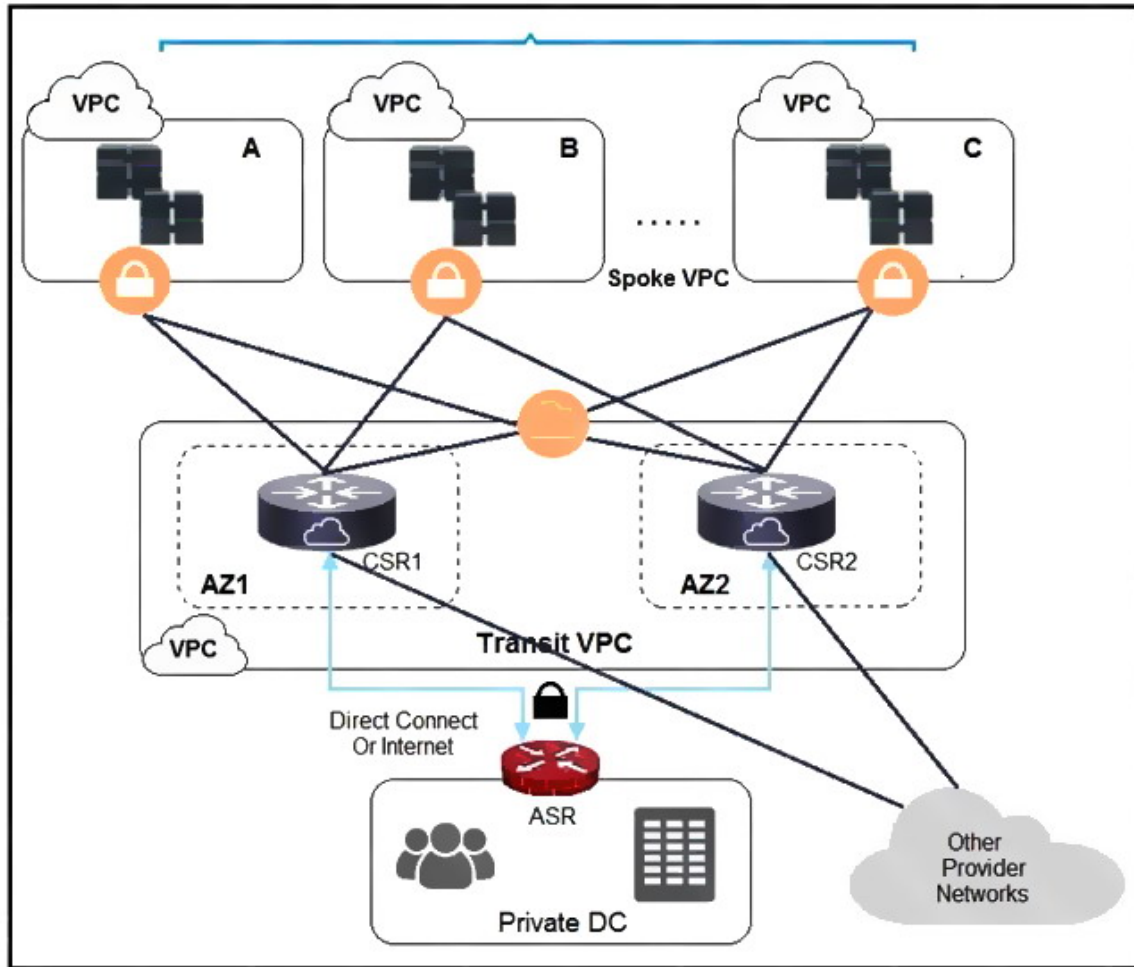 VPC
VPC
VPC
A
B
C
.....
Spoke VPC
CSR1
CSR2
AZ1
AZ2
VPC
Transit VPC
Direct Connect
Or Internet
ASR
Other
Provider
Networks
Private DC